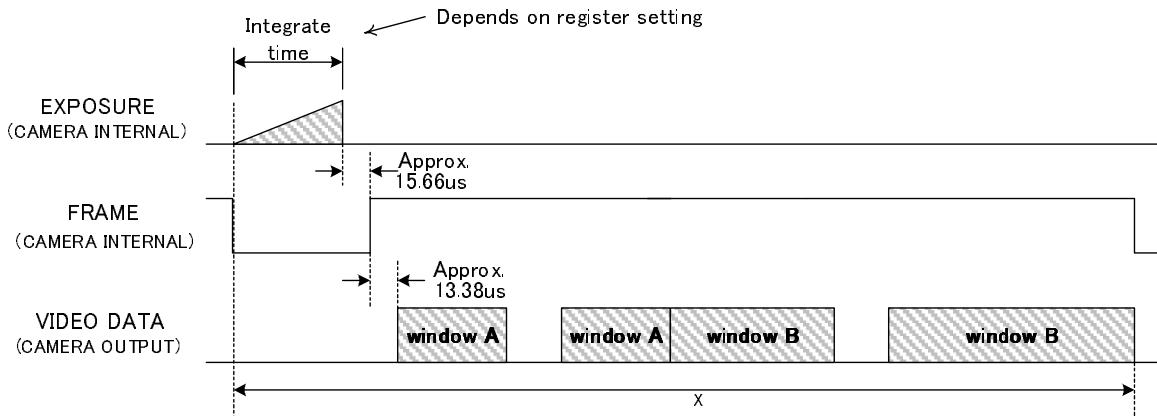 Integrate
time
Depends on register setting
EXPOSURE
(CAMERA INTERNAL)
Approx.
15.66us
FRAME
(CAMERA INTERNAL)
Approx.
13.38us
VIDEO DATA
(CAMERA OUTPUT)
window A
window A
window B
window B
X